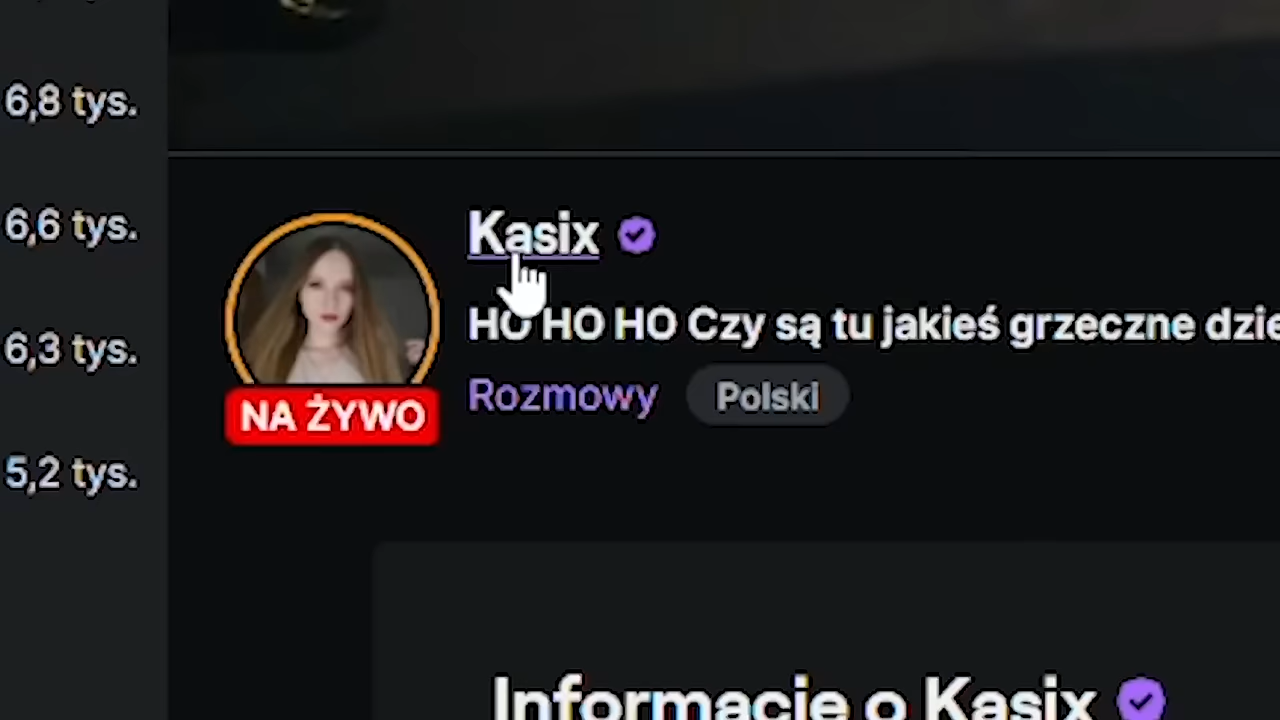 6,8 tys.
6,6 tys.
6,3 tys.
5,2 tys.
Kasix
HO HO HO Czy są tu jakieś grzeczne dzie
NA ŻYWO
Rozmowy
Polski
Informacje o Kasix